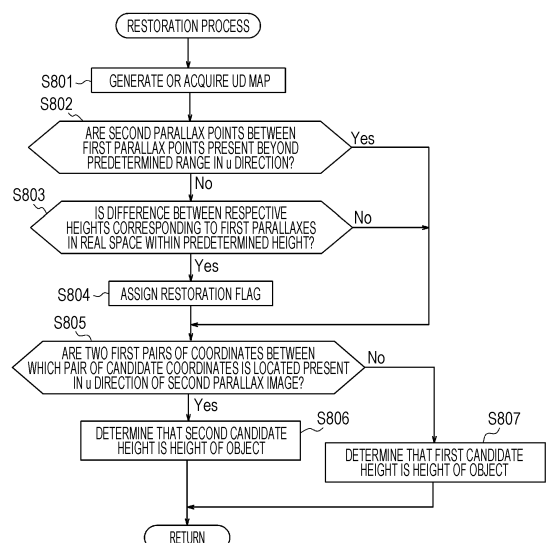 RESTORATION PROCESS
S801
GENERATE OR ACQUIRE UD MAP
S802
ARE SECOND PARALLAX POINTS BETWEEN
FIRST PARALLAX POINTS PRESENT BEYOND
PREDETERMINED RANGE IN u DIRECTION?
Yes
No
S803
IS DIFFERENCE BETWEEN RESPECTIVE
HEIGHTS CORRESPONDING TO FIRST PARALLAXES
IN REAL SPACE WITHIN PREDETERMINED HEIGHT?
No
Yes
S804
ASSIGN RESTORATION FLAG
S805
ARE TWO FIRST PAIRS OF COORDINATES BETWEEN
WHICH PAIR OF CANDIDATE COORDINATES IS LOCATED PRESENT
IN u DIRECTION OF SECOND PARALLAX IMAGE?
No
Yes
S806
DETERMINE THAT SECOND CANDIDATE
HEIGHT IS HEIGHT OF OBJECT
S807
DETERMINE THAT FIRST CANDIDATE
HEIGHT IS HEIGHT OF OBJECT
RETURN